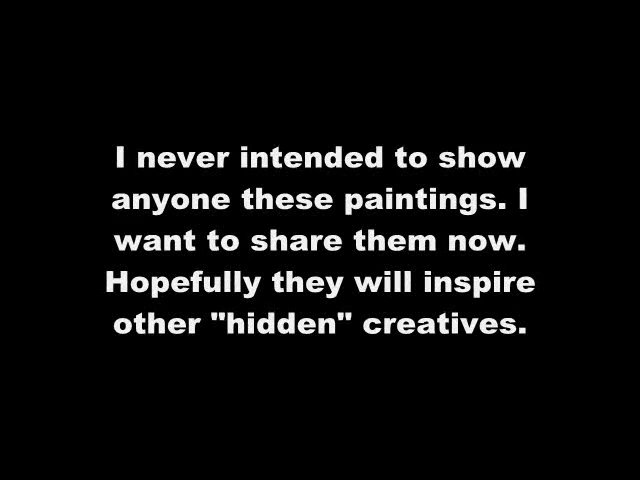 I never intended to show
anyone these paintings. I
want to share them now.
Hopefully they will inspire
other "hidden" creatives.